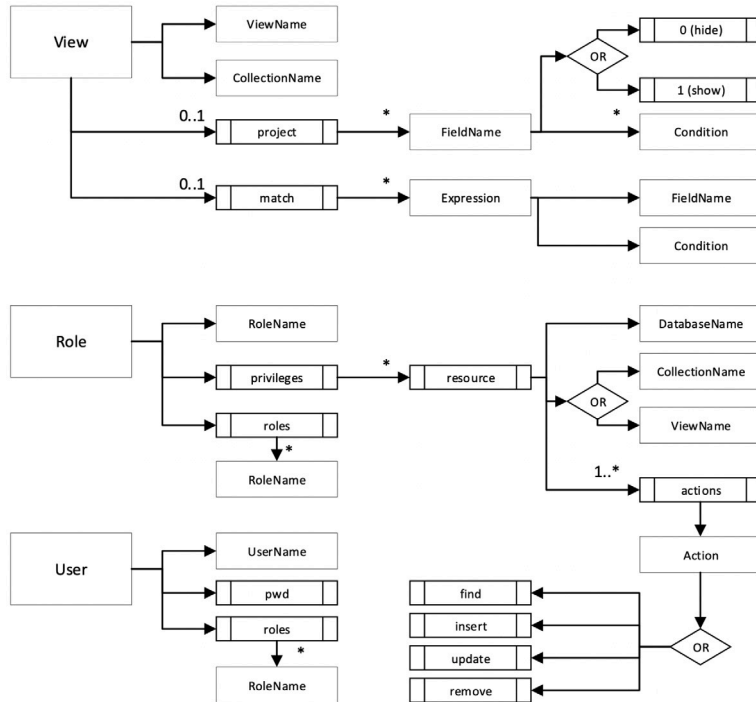 View
ViewName
CollectionName
0..1
project
*
FieldName
OR
0 (hide)
1 (show)
*
Condition
0..1
match
*
Expression
FieldName
Condition
Role
RoleName
privileges
*
resource
DatabaseName
OR
CollectionName
ViewName
roles
*
RoleName
1..*
actions
Action
OR
find
insert
update
remove
User
UserName
pwd
roles
*
RoleName